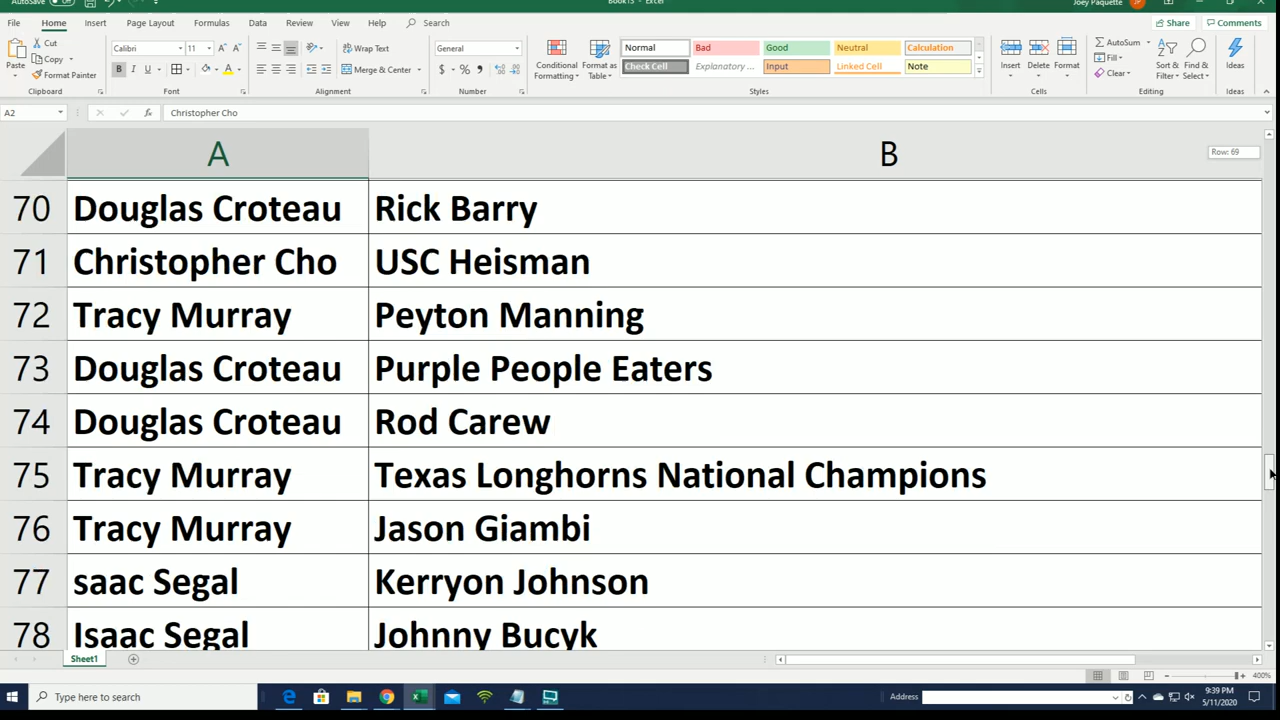 AutoSave Off Book15 - Excel Joey Paquette JP
File Home Insert Page Layout Formulas Data Review View Help Search Share Comments
Paste Cut Copy Format Painter Clipboard
Calibri 11 A A B I U A Font
Wrap Text Merge & Center Alignment
General $ % , Number
Conditional Formatting Format as Table
Normal Bad Good Neutral Calculation
Check Cell Explanatory ... Input Linked Cell Note
Styles
Insert Delete Format Cells
AutoSum Fill Clear Sort & Filter Find & Select Editing
Ideas Ideas
A2 fx Christopher Cho
A B Row: 69
70 Douglas Croteau Rick Barry
71 Christopher Cho USC Heisman
72 Tracy Murray Peyton Manning
73 Douglas Croteau Purple People Eaters
74 Douglas Croteau Rod Carew
75 Tracy Murray Texas Longhorns National Champions
76 Tracy Murray Jason Giambi
77 saac Segal Kerryon Johnson
78 Isaac Segal Johnny Bucyk
Sheet1
400%
Type here to search Address 9:39 PM
5/11/2020